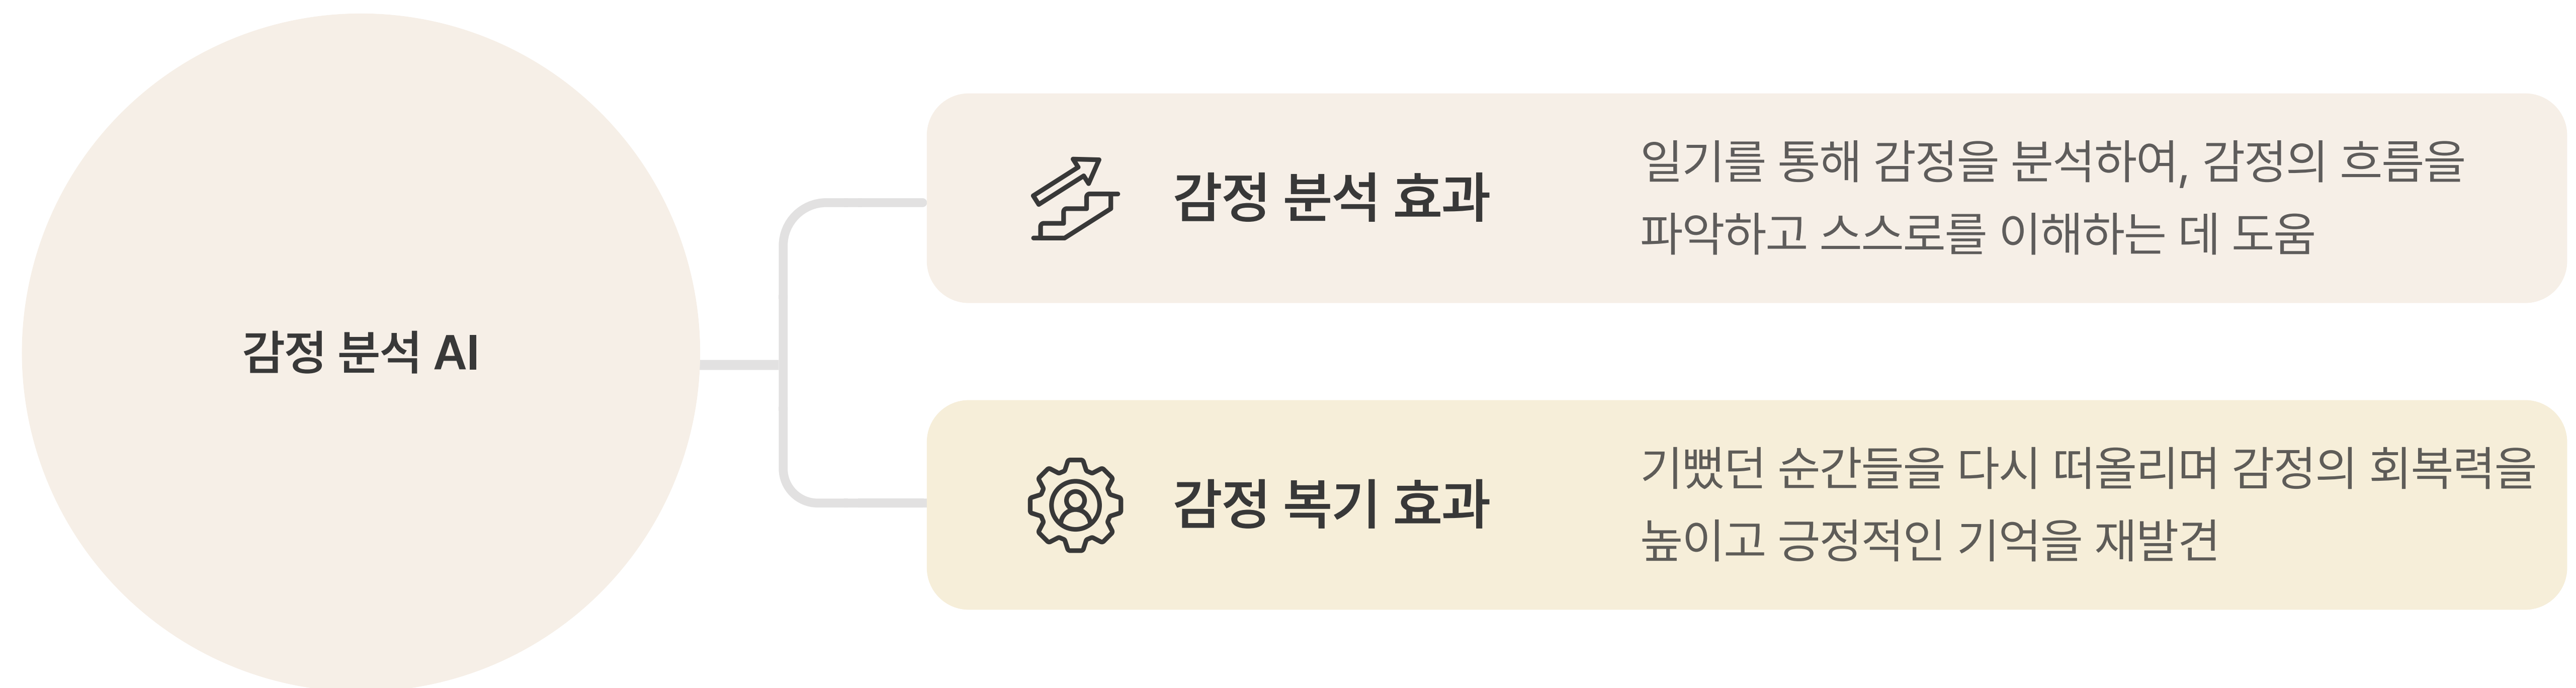 감정 분석 AI
감정 분석 효과
일기를 통해 감정을 분석하여, 감정의 흐름을
파악하고 스스로를 이해하는 데 도움
감정 복기 효과
기뻤던 순간들을 다시 떠올리며 감정의 회복력을
높이고 긍정적인 기억을 재발견